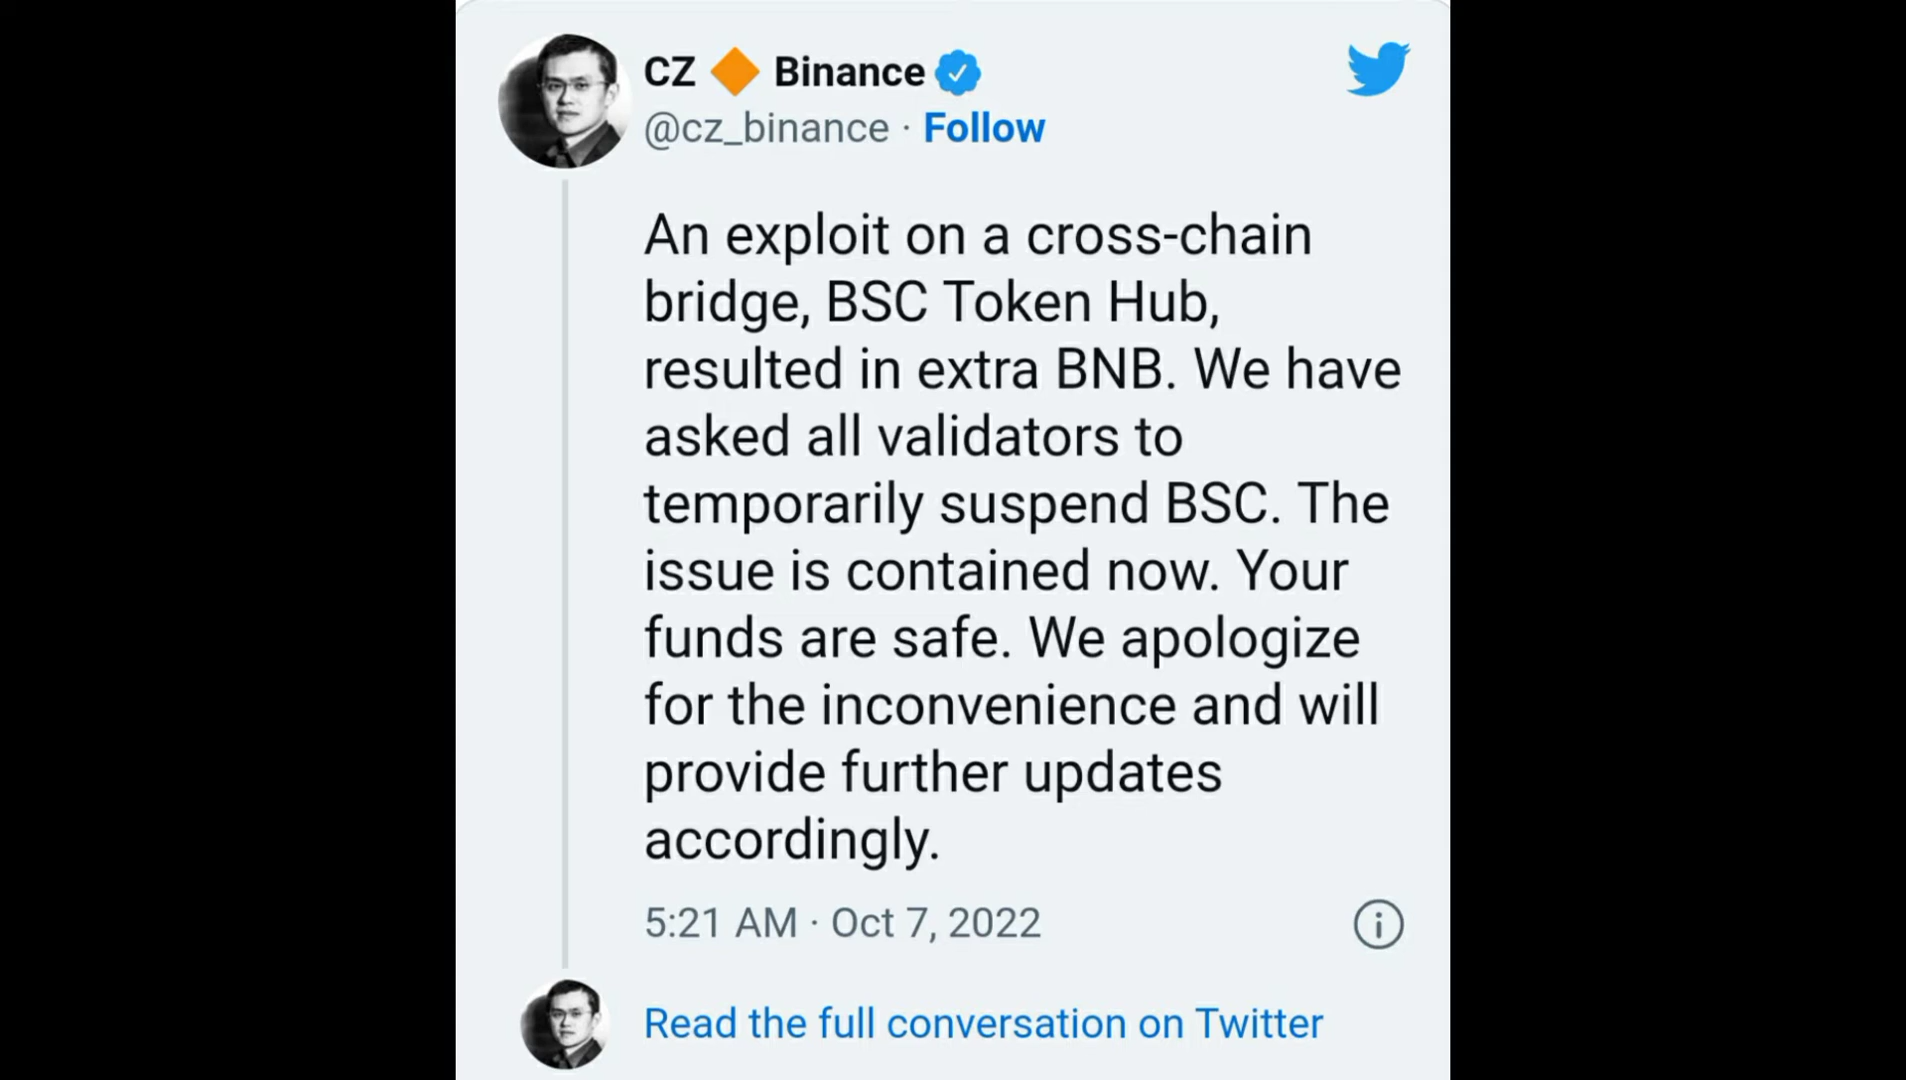 CZ 🔶 Binance
@cz_binance · Follow
An exploit on a cross-chain
bridge, BSC Token Hub,
resulted in extra BNB. We have
asked all validators to
temporarily suspend BSC. The
issue is contained now. Your
funds are safe. We apologize
for the inconvenience and will
provide further updates
accordingly.
5:21 AM · Oct 7, 2022
Read the full conversation on Twitter